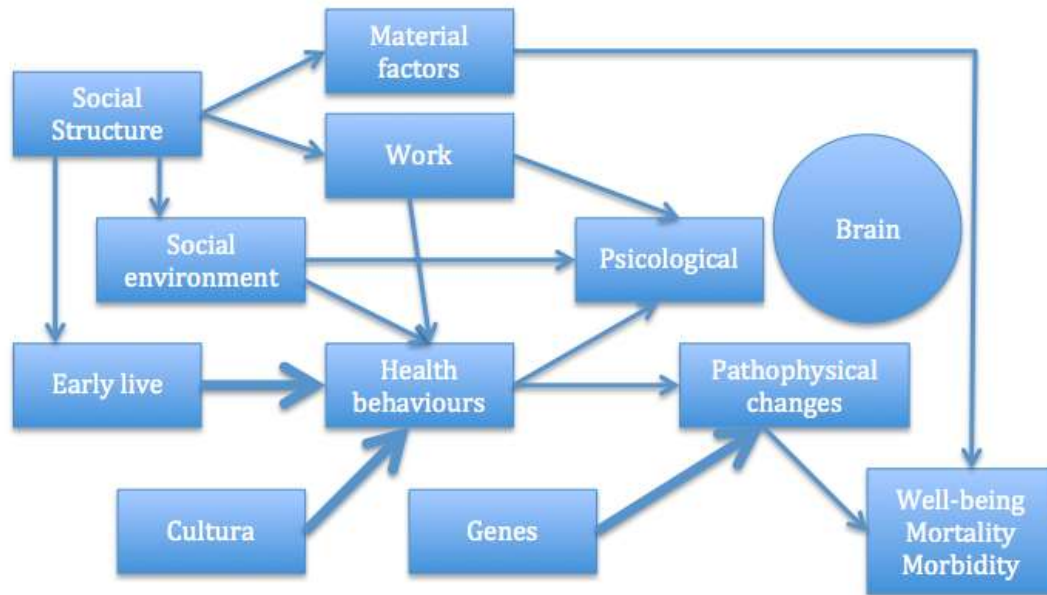 Material
factors
Social
Structure
Work
Brain
Social
environment
Psicological
Early live
Health
behaviours
Pathophysical
changes
Cultura
Genes
Well-being
Mortality
Morbidity